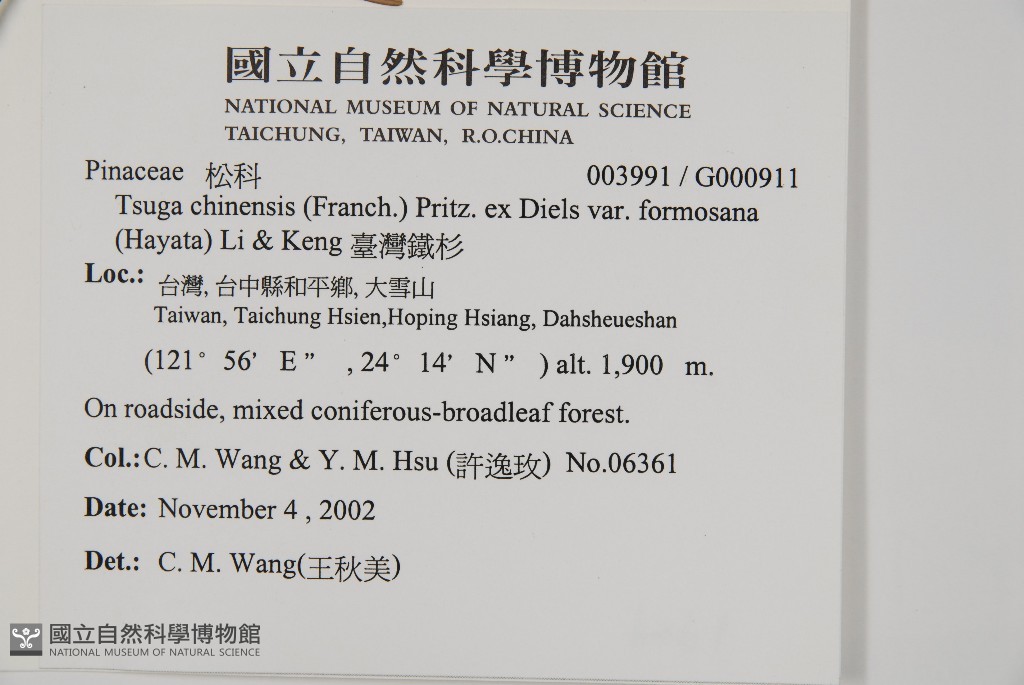 國立自然科學博物館
NATIONAL MUSEUM OF NATURAL SCIENCE
TAICHUNG, TAIWAN, R.O.CHINA
Pinaceae 松科 003991 / G000911
Tsuga chinensis (Franch.) Pritz. ex Diels var. formosana
(Hayata) Li & Keng 臺灣鐵杉
Loc.: 台灣, 台中縣和平鄉, 大雪山
Taiwan, Taichung Hsien,Hoping Hsiang, Dahsheueshan
(121° 56’ E ” , 24° 14’ N ” ) alt. 1,900 m.
On roadside, mixed coniferous-broadleaf forest.
Col.: C. M. Wang & Y. M. Hsu (許逸玫) No.06361
Date: November 4 , 2002
Det.: C. M. Wang(王秋美)
國立自然科學博物館
NATIONAL MUSEUM OF NATURAL SCIENCE